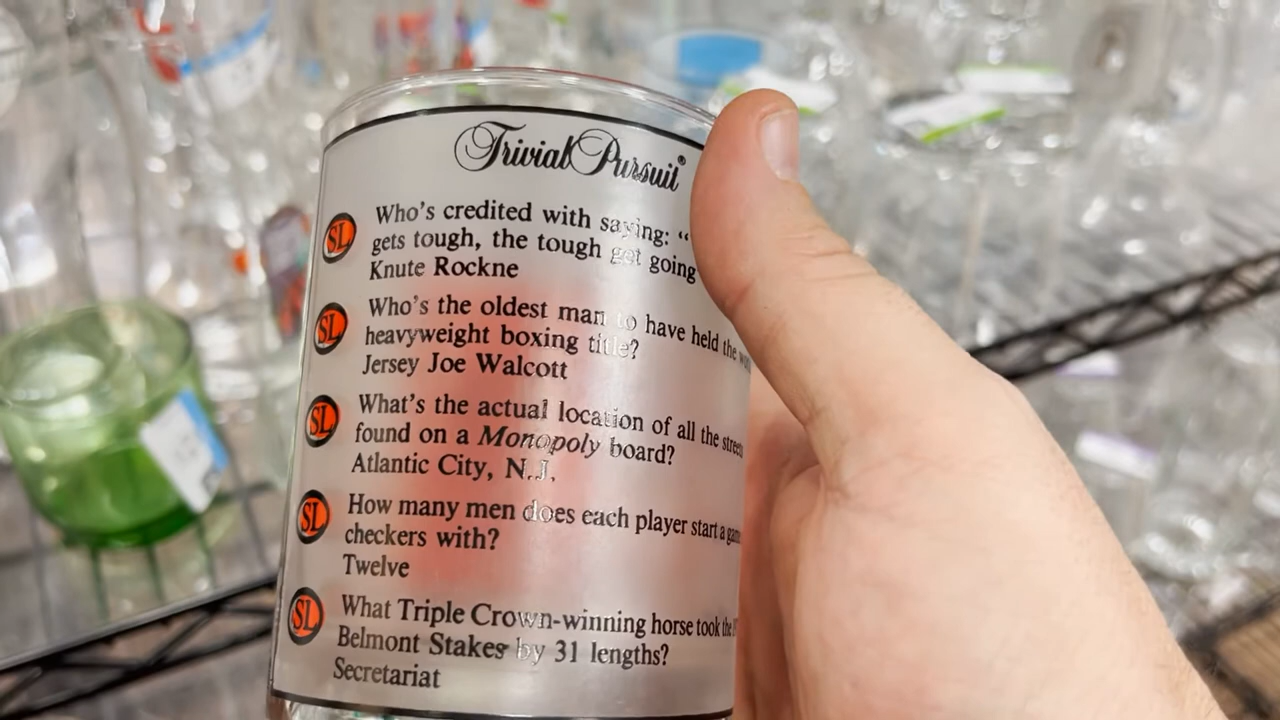 Trivial Pursuit®
SL Who's credited with saying: "
gets tough, the tough get going
Knute Rockne
SL Who's the oldest man to have held the
heavyweight boxing title?
Jersey Joe Walcott
SL What's the actual location of all the
found on a Monopoly board?
Atlantic City, N.J.
SL How many men does each player start a
checkers with?
Twelve
SL What Triple Crown-winning horse took the
Belmont Stakes by 31 lengths?
Secretariat